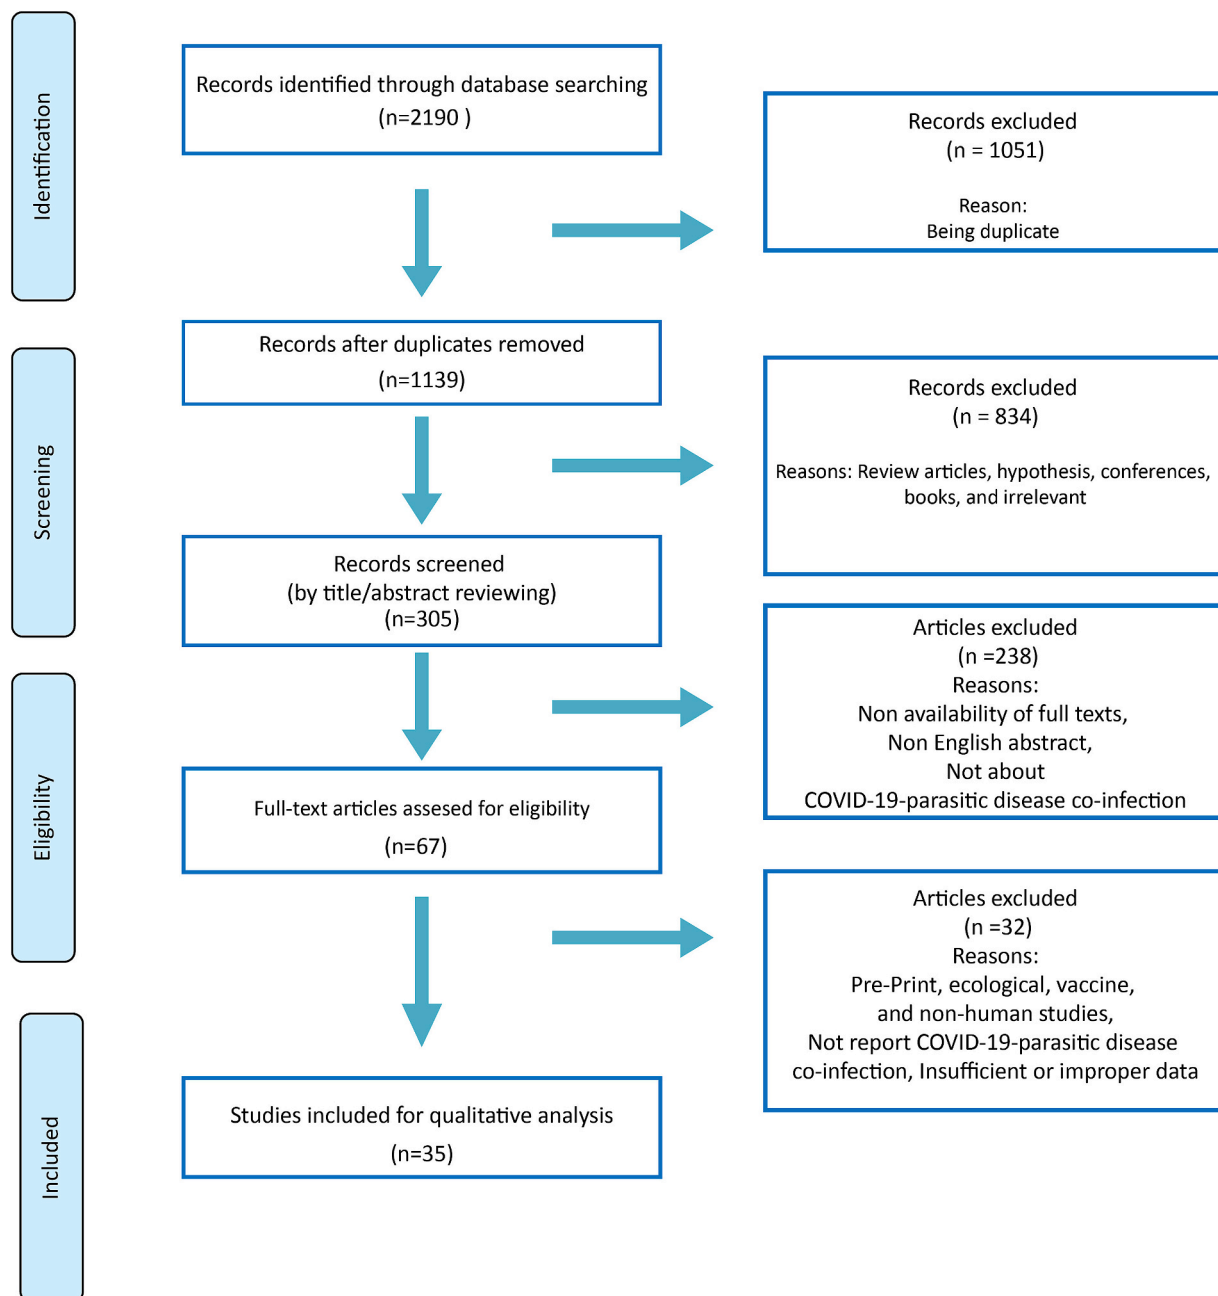 Identification
Records identified through database searching
(n=2190 )
Records excluded
(n = 1051)
Reason:
Being duplicate
Screening
Records after duplicates removed
(n=1139)
Records excluded
(n = 834)
Reasons: Review articles, hypothesis, conferences,
books, and irrelevant
Records screened
(by title/abstract reviewing)
(n=305)
Articles excluded
(n =238)
Reasons:
Non availability of full texts,
Non English abstract,
Not about
COVID-19-parasitic disease co-infection
Eligibility
Full-text articles assesed for eligibility
(n=67)
Articles excluded
(n =32)
Reasons:
Pre-Print, ecological, vaccine,
and non-human studies,
Not report COVID-19-parasitic disease
co-infection, Insufficient or improper data
Included
Studies included for qualitative analysis
(n=35)